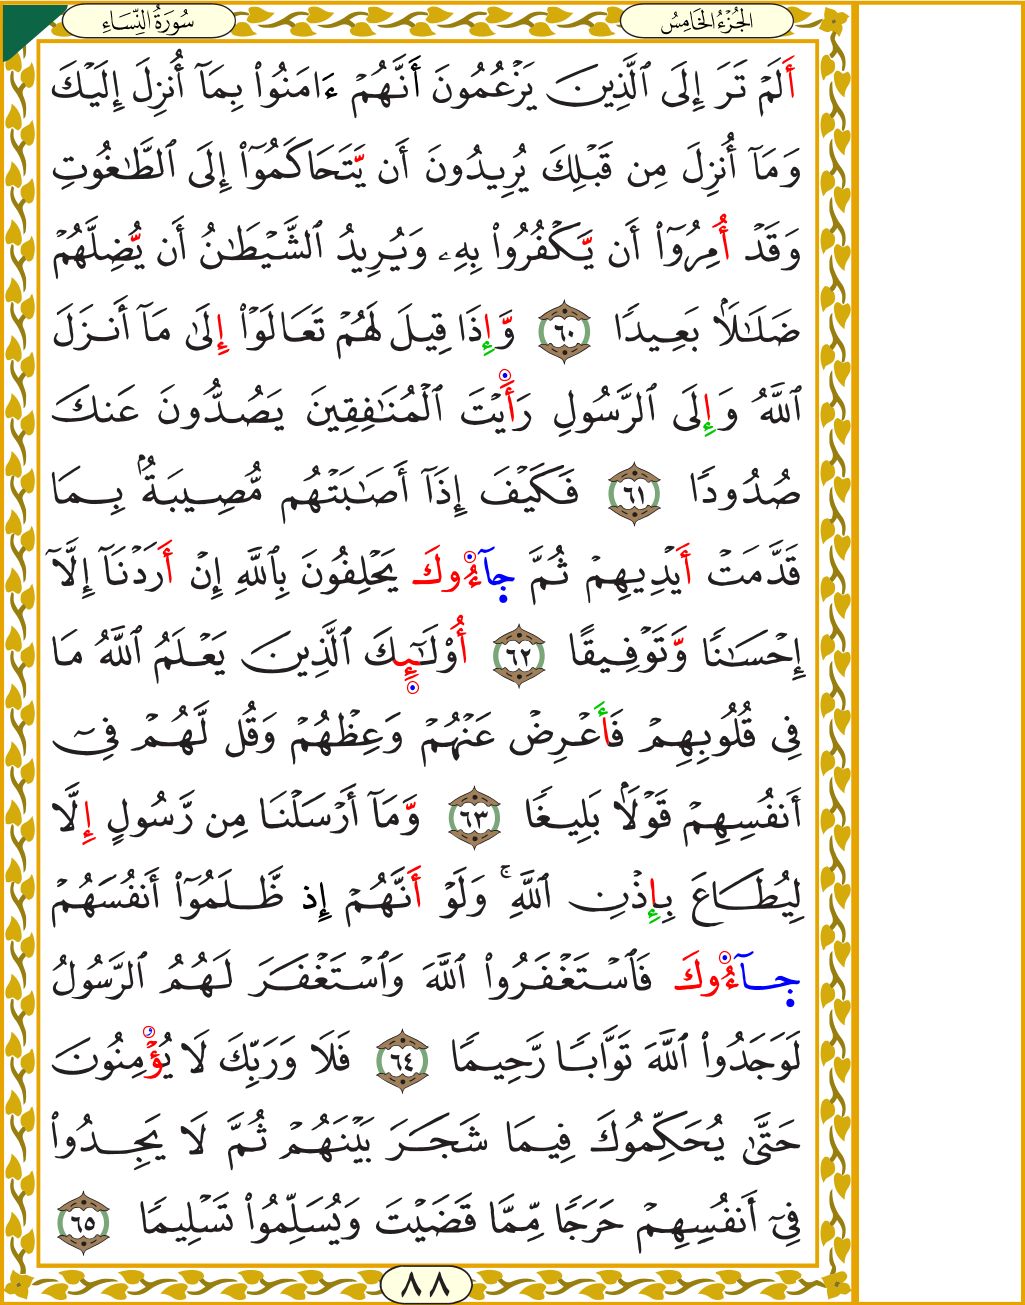 سُورَةُ النِّسَاءِ
الجُزْءُ الخَامِسُ
أَلَمْ تَرَ إِلَى ٱلَّذِينَ يَزْعُمُونَ أَنَّهُمْ ءَامَنُوا۟ بِمَآ أُنزِلَ إِلَيْكَ
وَمَآ أُنزِلَ مِن قَبْلِكَ يُرِيدُونَ أَن يَّتَحَاكَمُوٓا۟ إِلَى ٱلطَّـٰغُوتِ
وَقَدْ أُمِرُوٓا۟ أَن يَّكْفُرُوا۟ بِهِۦ وَيُرِيدُ ٱلشَّيْطَـٰنُ أَن يُّضِلَّهُمْ
ضَلَـٰلَۢا بَعِيدًا ٦٠ وَّإِذَا قِيلَ لَهُمْ تَعَالَوْا۟ إِلَىٰ مَآ أَنزَلَ
ٱللَّهُ وَإِلَى ٱلرَّسُولِ رَأَيْتَ ٱلْمُنَـٰفِقِينَ يَصُدُّونَ عَنكَ
صُدُودًا ٦١ فَكَيْفَ إِذَآ أَصَـٰبَتْهُم مُّصِيبَةُۢ بِمَا
قَدَّمَتْ أَيْدِيهِمْ ثُمَّ جَآءُوكَ يَحْلِفُونَ بِٱللَّهِ إِنْ أَرَدْنَآ إِلَّآ
إِحْسَـٰنًا وَّتَوْفِيقًا ٦٢ أُو۟لَـٰٓئِكَ ٱلَّذِينَ يَعْلَمُ ٱللَّهُ مَا
فِى قُلُوبِهِمْ فَأَعْرِضْ عَنْهُمْ وَعِظْهُمْ وَقُل لَّهُمْ فِىٓ
أَنفُسِهِمْ قَوْلَۢا بَلِيغًا ٦٣ وَّمَآ أَرْسَلْنَا مِن رَّسُولٍ إِلَّا
لِيُطَاعَ بِإِذْنِ ٱللَّهِ ۚ وَلَوْ أَنَّهُمْ إِذ ظَّلَمُوٓا۟ أَنفُسَهُمْ
جَآءُوكَ فَٱسْتَغْفَرُوا۟ ٱللَّهَ وَٱسْتَغْفَرَ لَهُمُ ٱلرَّسُولُ
لَوَجَدُوا۟ ٱللَّهَ تَوَّابًا رَّحِيمًا ٦٤ فَلَا وَرَبِّكَ لَا يُؤْمِنُونَ
حَتَّىٰ يُحَكِّمُوكَ فِيمَا شَجَرَ بَيْنَهُمْ ثُمَّ لَا يَجِدُوا۟
فِىٓ أَنفُسِهِمْ حَرَجًا مِّمَّا قَضَيْتَ وَيُسَلِّمُوا۟ تَسْلِيمًا ٦٥
٨٨